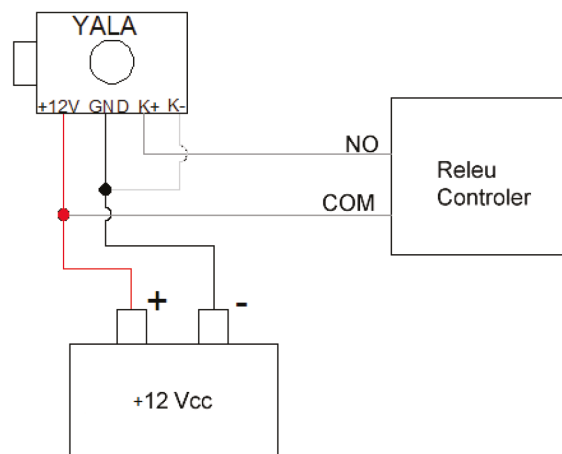 YALA
+12V GND K+ K-
NO
COM
Releu
Controler
+ -
+12 Vcc